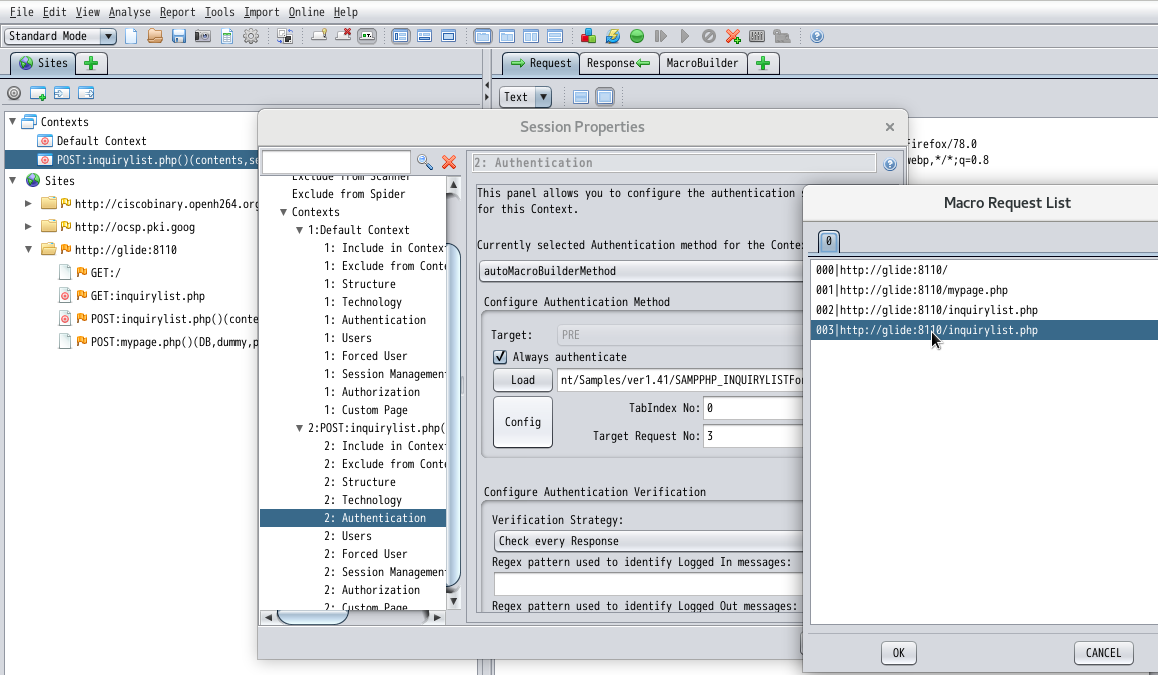 File Edit View Analyse Report Tools Import Online Help
Standard Mode
Sites
Request
Response
MacroBuilder
Text
Contexts
Default Context
POST:inquirylist.php()(contents,se
Sites
http://ciscobinary.openh264.org
http://ocsp.pki.goog
http://glide:8110
GET:/
GET:inquirylist.php
POST:inquirylist.php()(conte
POST:mypage.php()(DB,dummy,p
Firefox/78.0
webp,*/*;q=0.8
Session Properties
Exclude from Scanner
Exclude from Spider
Contexts
1:Default Context
1: Include in Contex
1: Exclude from Conte
1: Structure
1: Technology
1: Authentication
1: Users
1: Forced User
1: Session Managemen
1: Authorization
1: Custom Page
2:POST:inquirylist.php(
2: Include in Contex
2: Exclude from Conte
2: Structure
2: Technology
2: Authentication
2: Users
2: Forced User
2: Session Managemen
2: Authorization
2: Custom Page
2: Authentication
This panel allows you to configure the authentication s
for this Context.
Currently selected Authentication method for the Conte
autoMacroBuilderMethod
Configure Authentication Method
Target:
PRE
Always authenticate
Load
nt/Samples/ver1.41/SAMPPHP_INQUIRYLISTFor
Config
TabIndex No:
0
Target Request No:
3
Configure Authentication Verification
Verification Strategy:
Check every Response
Regex pattern used to identify Logged In messages:
Regex pattern used to identify Logged Out messages:
Macro Request List
0
000|http://glide:8110/
001|http://glide:8110/mypage.php
002|http://glide:8110/inquirylist.php
003|http://glide:8110/inquirylist.php
OK
CANCEL